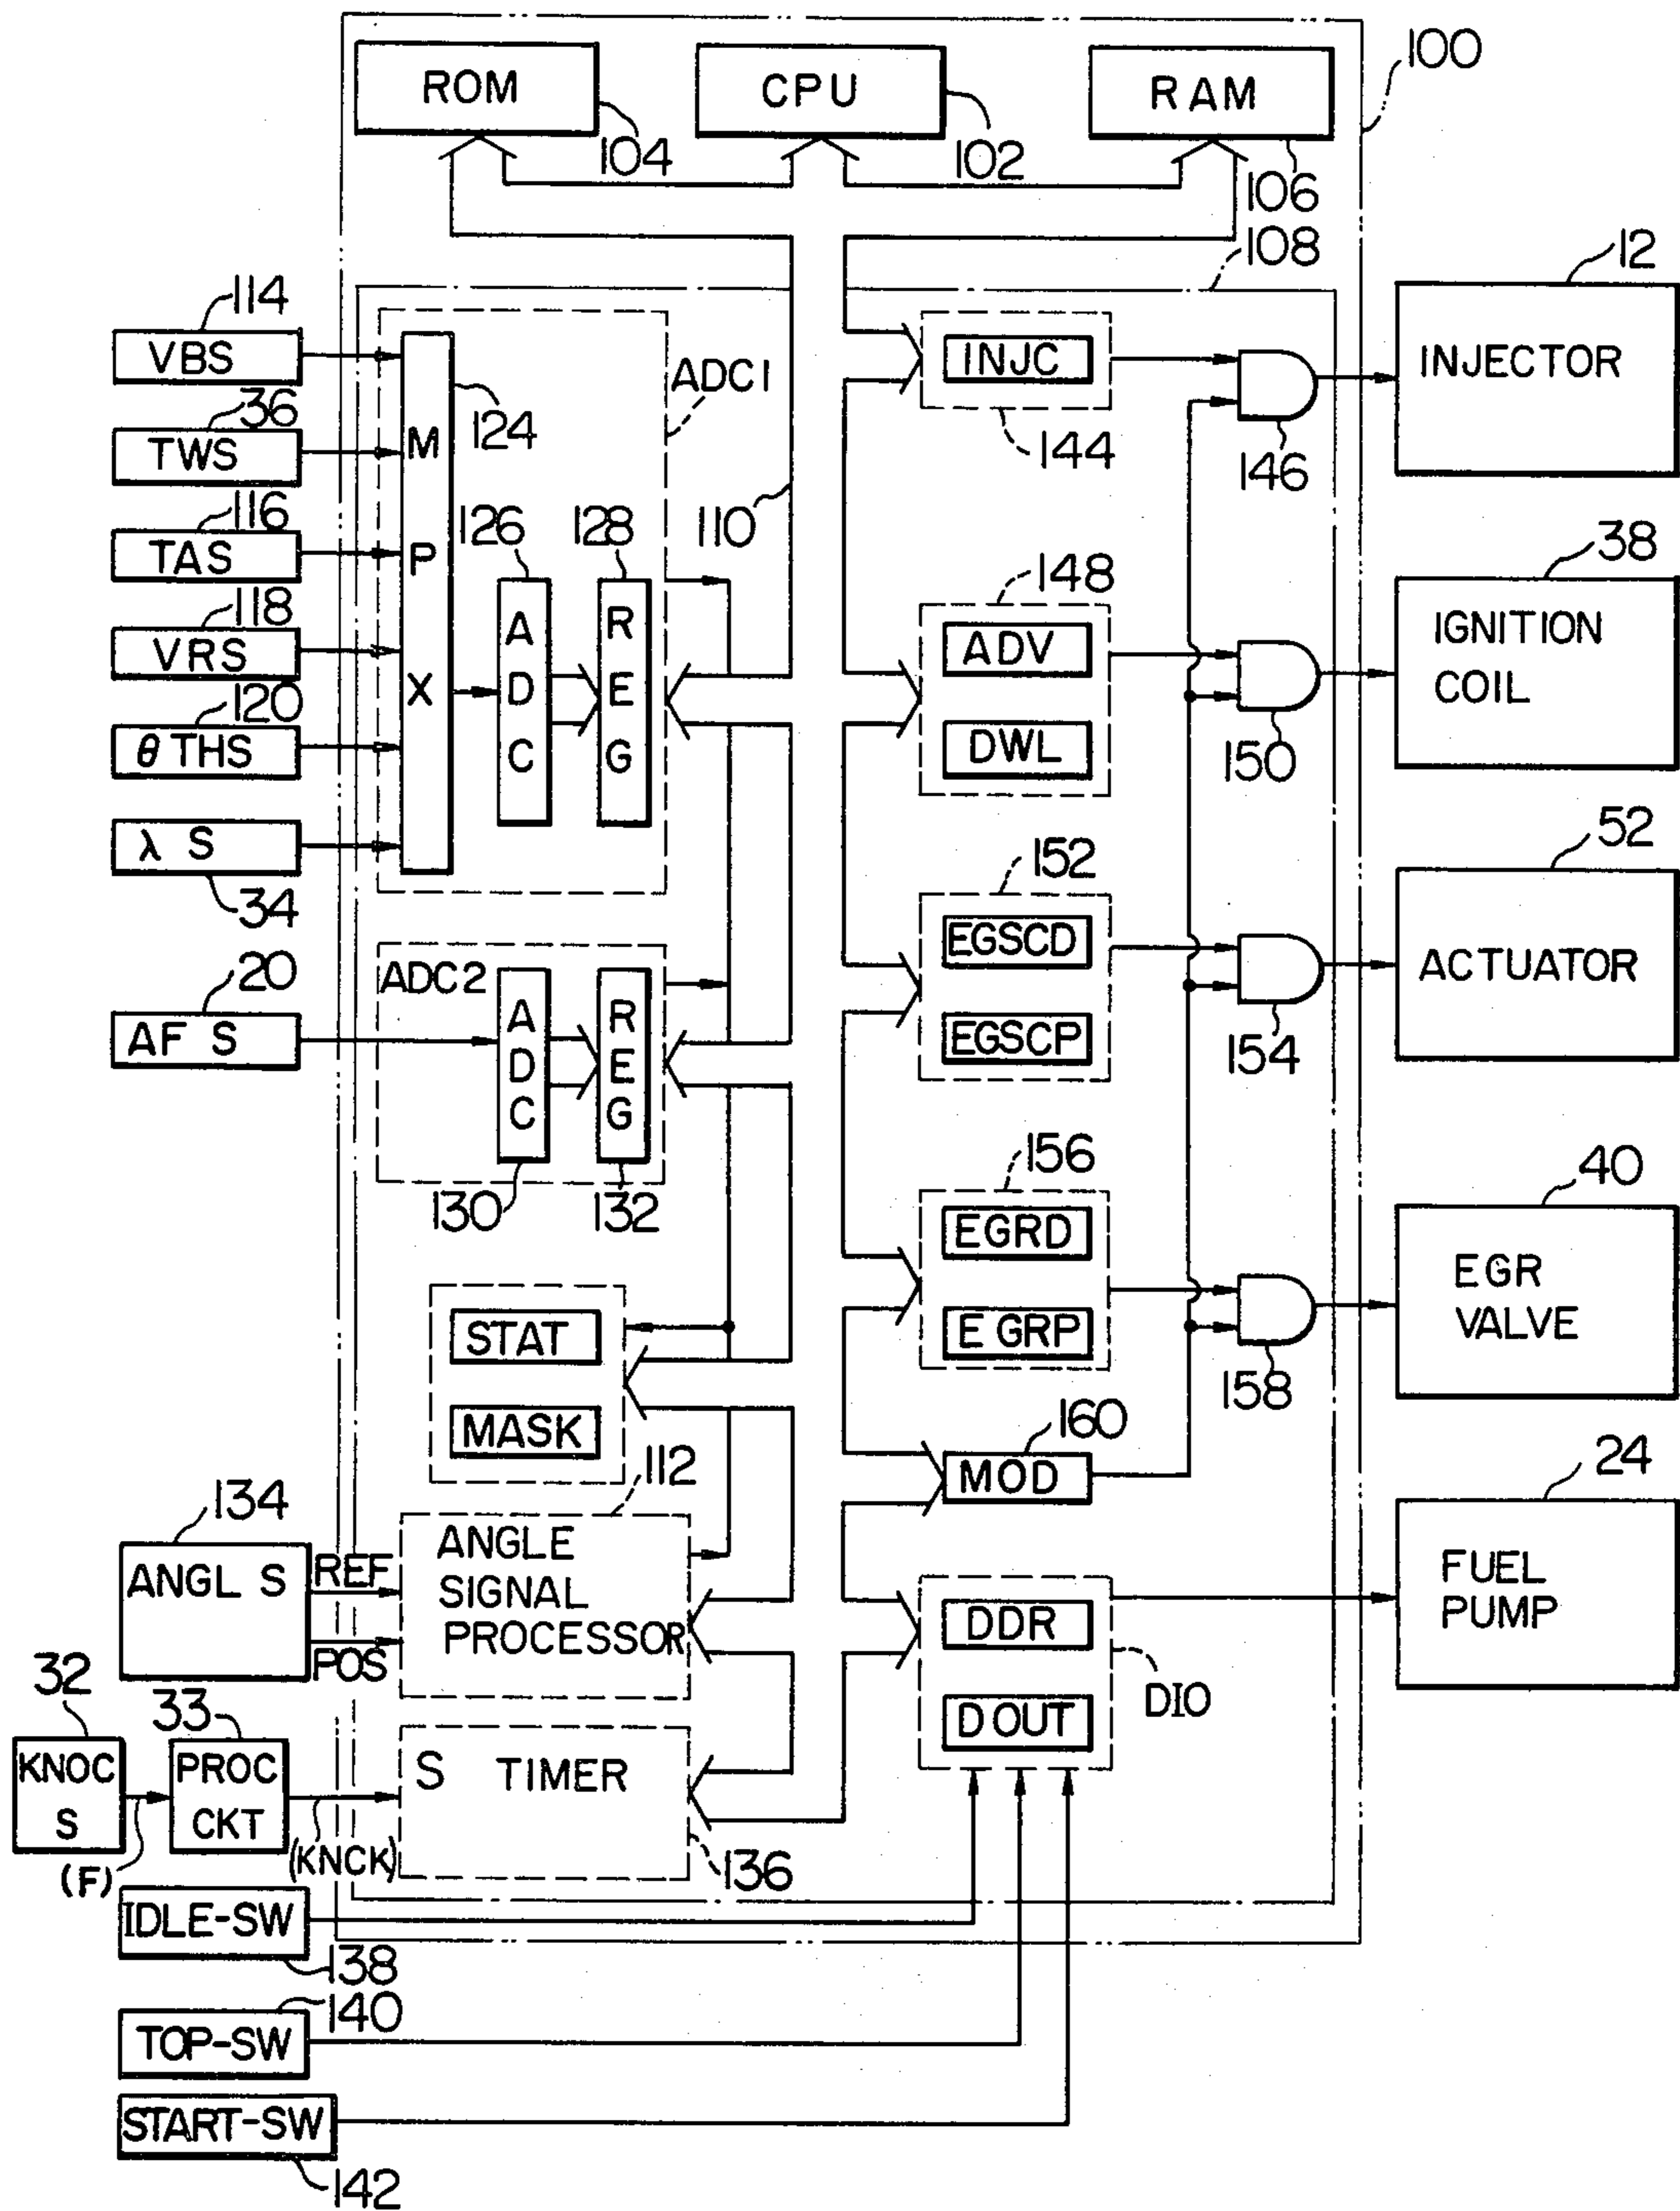 ROM
CPU
RAM
100
104
102
106
108
114
VBS
36
TWS
116
TAS
118
VRS
120
θ THS
λ S
34
20
AF S
M
P
X
124
ADC1
126
128
A
D
C
R
E
G
110
ADC2
A
D
C
R
E
G
130
132
STAT
MASK
112
134
ANGL S
REF
POS
ANGLE
SIGNAL
PROCESSOR
32
KNOC
S
(F)
33
PROC
CKT
(KNCK)
S TIMER
136
IDLE-SW
138
140
TOP-SW
START-SW
142
INJC
144
146
12
INJECTOR
148
ADV
DWL
150
38
IGNITION
COIL
152
EGSCD
EGSCP
154
52
ACTUATOR
156
EGRD
EGRP
158
40
EGR
VALVE
160
MOD
DDR
DOUT
DIO
24
FUEL
PUMP